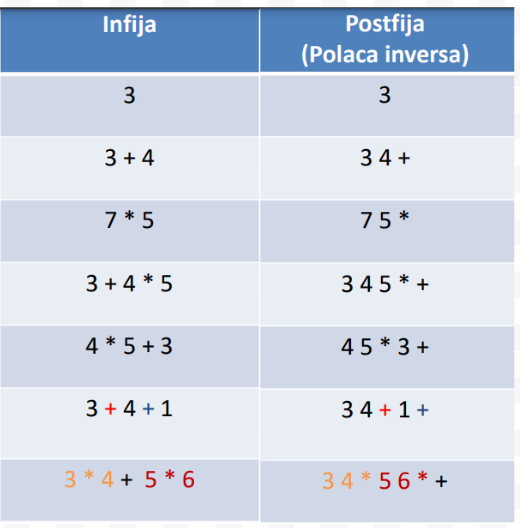 Infija Postfija
(Polaca inversa)
3 3
3 + 4 3 4 +
7 * 5 7 5 *
3 + 4 * 5 3 4 5 * +
4 * 5 + 3 4 5 * 3 +
3 + 4 + 1 3 4 + 1 +
3 * 4 + 5 * 6 3 4 * 5 6 * +